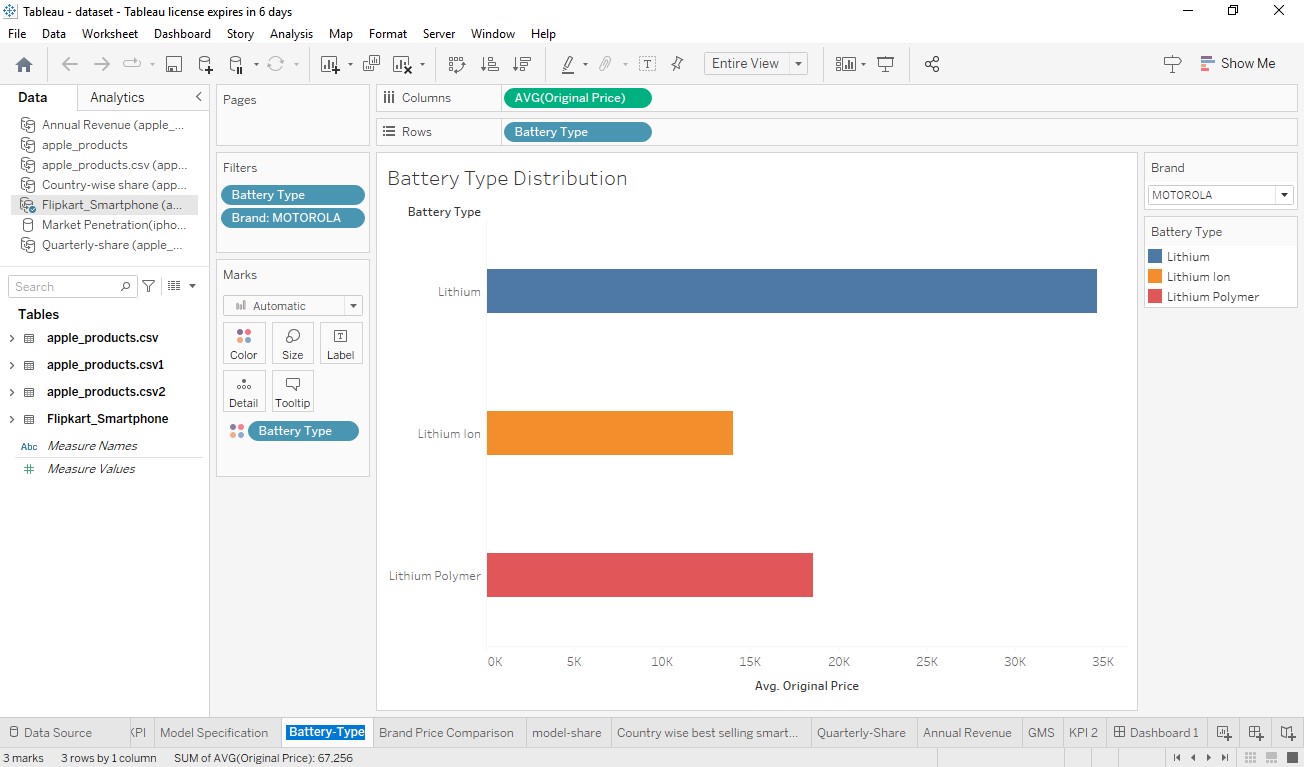 Tableau - dataset - Tableau license expires in 6 days
File Data Worksheet Dashboard Story Analysis Map Format Server Window Help
Entire View
Show Me
Data Analytics
Annual Revenue (apple_...
apple_products
apple_products.csv (app...
Country-wise share (app...
Flipkart_Smartphone (a...
Market Penetration(ipho...
Quarterly-share (apple_...
Search
Tables
apple_products.csv
apple_products.csv1
apple_products.csv2
Flipkart_Smartphone
Abc Measure Names
# Measure Values
Pages
Filters
Battery Type
Brand: MOTOROLA
Marks
Automatic
Color Size Label
Detail Tooltip
Battery Type
Columns AVG(Original Price)
Rows Battery Type
Battery Type Distribution
Battery Type
Lithium
Lithium Ion
Lithium Polymer
0K 5K 10K 15K 20K 25K 30K 35K
Avg. Original Price
Brand
MOTOROLA
Battery Type
Lithium
Lithium Ion
Lithium Polymer
Data Source KPI Model Specification Battery-Type Brand Price Comparison model-share Country wise best selling smart... Quarterly-Share Annual Revenue GMS KPI 2 Dashboard 1
3 marks 3 rows by 1 column SUM of AVG(Original Price): 67,256